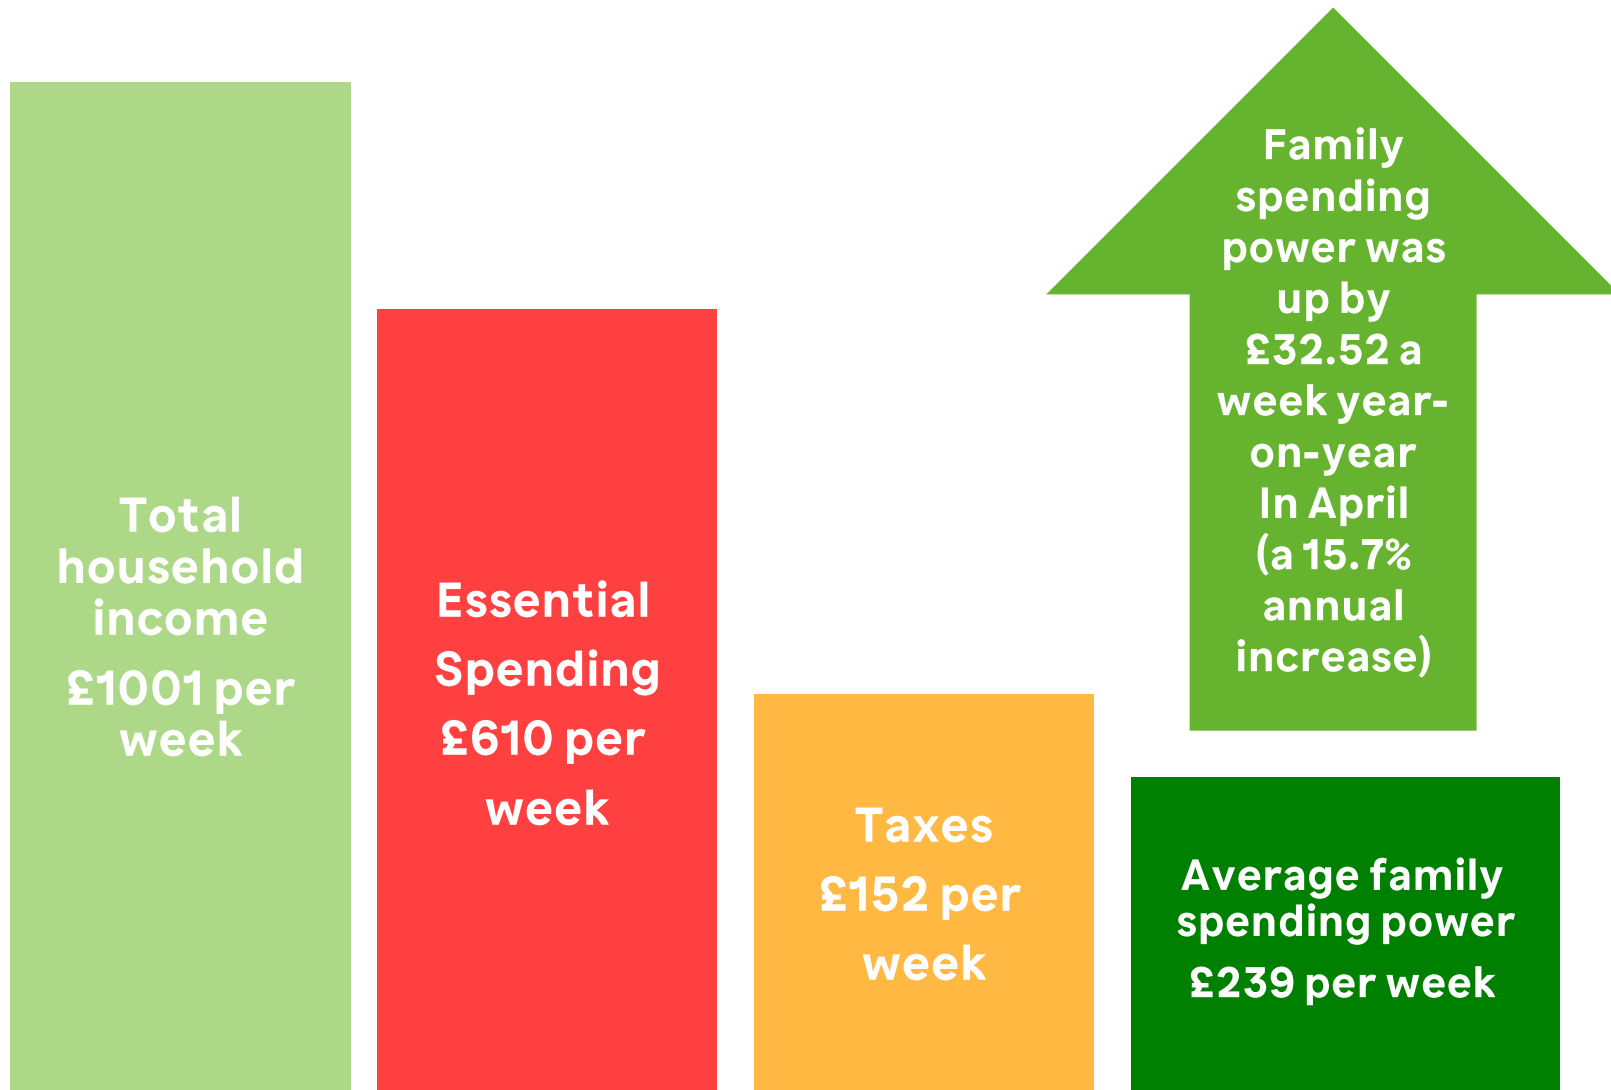 Total
household
income
£1001 per
week
Essential
Spending
£610 per
week
Taxes
£152 per
week
Family
spending
power was
up by
£32.52 a
week year-
on-year
In April
(a 15.7%
annual
increase)
Average family
spending power
£239 per week